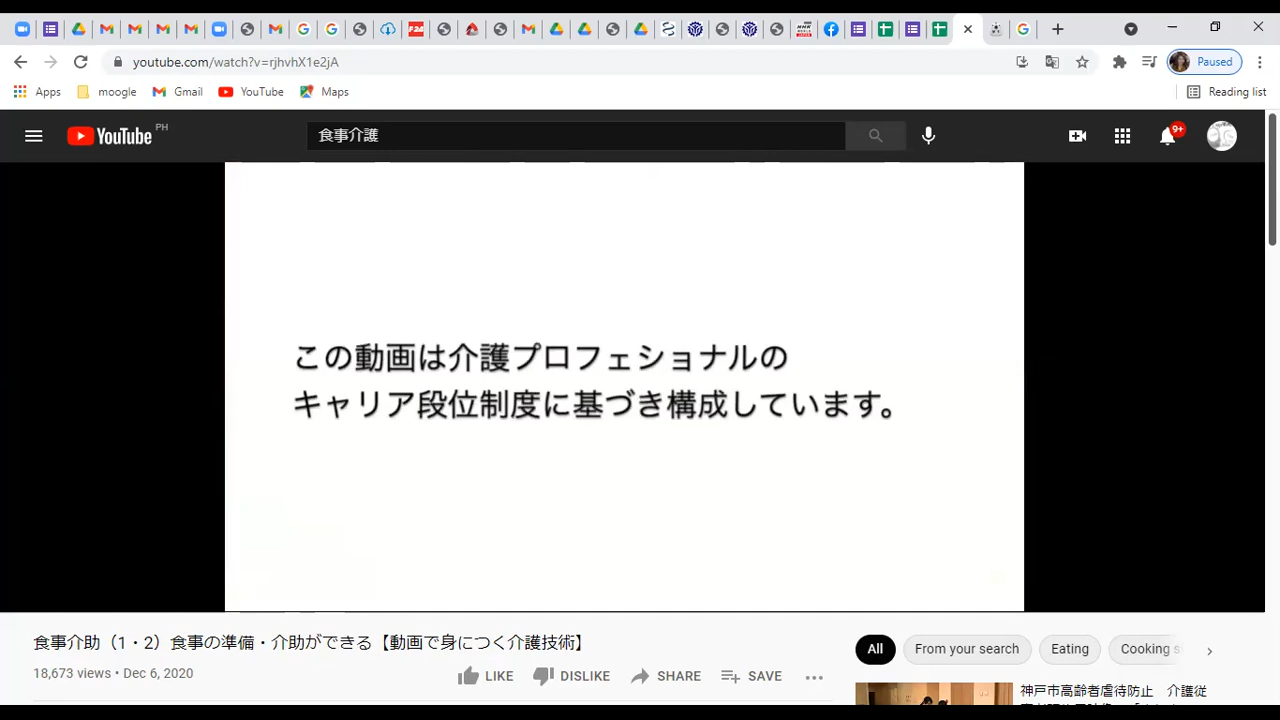 Paused
youtube.com/watch?v=rjhvhX1e2jA
Apps
moogle
Gmail
YouTube
Maps
Reading list
YouTube PH
食事介護
9+
この動画は介護プロフェショナルの
キャリア段位制度に基づき構成しています。
食事介助（1・2）食事の準備・介助ができる【動画で身につく介護技術】
18,673 views • Dec 6, 2020
LIKE
DISLIKE
SHARE
SAVE
All
From your search
Eating
Cooking
神戸市高齢者虐待防止 介護従